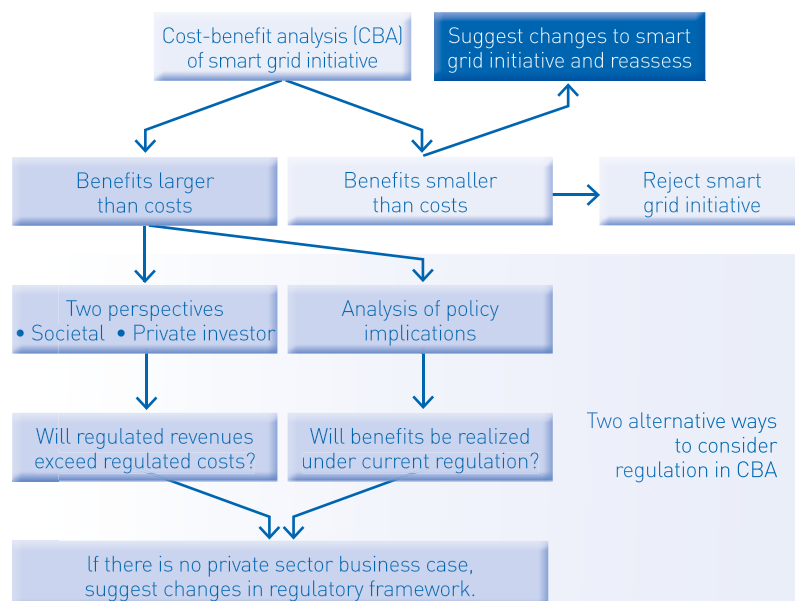 Cost-benefit analysis (CBA)
of smart grid initiative
Suggest changes to smart
grid initiative and reassess
Benefits larger
than costs
Benefits smaller
than costs
Reject smart
grid initiative
Two perspectives
• Societal • Private investor
Analysis of policy
implications
Will regulated revenues
exceed regulated costs?
Will benefits be realized
under current regulation?
Two alternative ways
to consider
regulation in CBA
If there is no private sector business case,
suggest changes in regulatory framework.